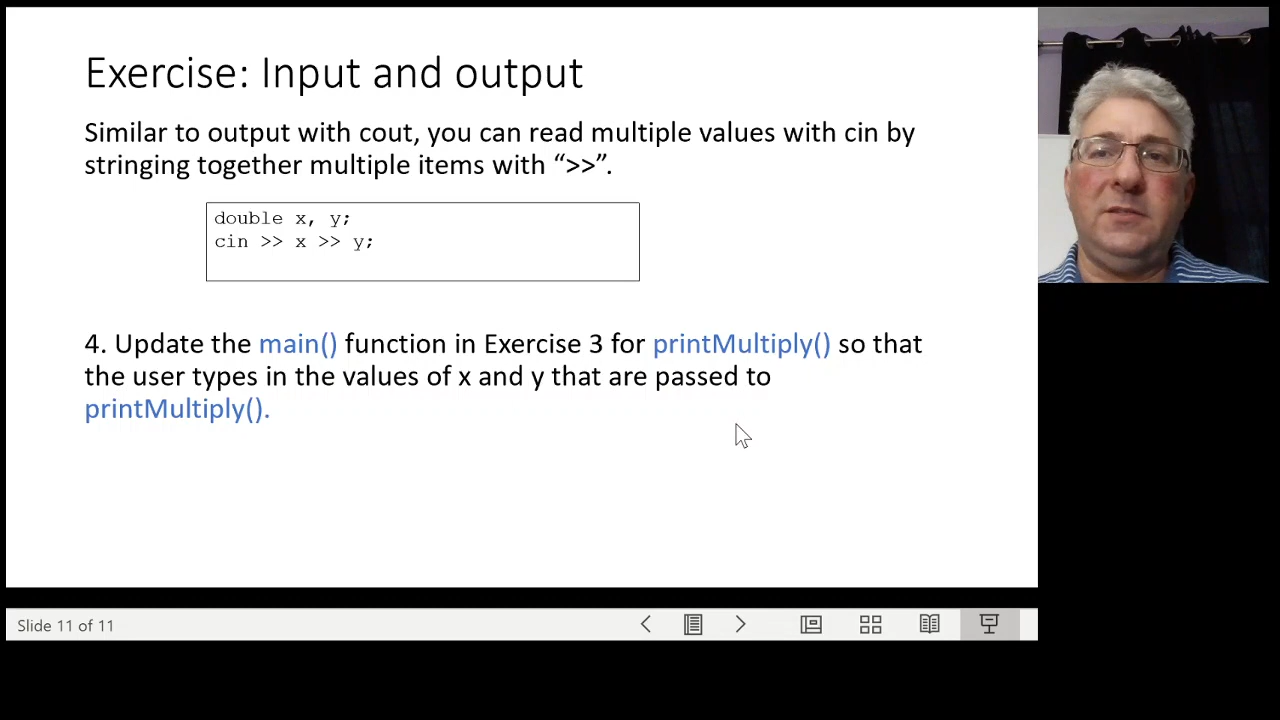 Exercise: Input and output
Similar to output with cout, you can read multiple values with cin by
stringing together multiple items with “>>”.
double x, y;
cin >> x >> y;
4. Update the main() function in Exercise 3 for printMultiply() so that
the user types in the values of x and y that are passed to
printMultiply().
Slide 11 of 11